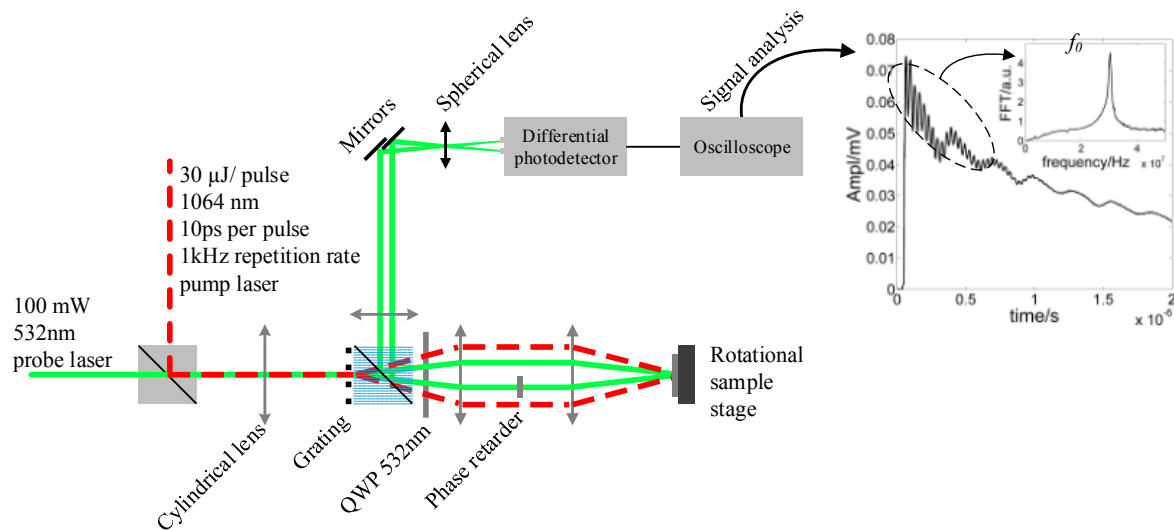 Mirrors
Spherical lens
Differential
photodetector
Signal analysis
Oscilloscope
30 μJ/ pulse
1064 nm
10ps per pulse
1kHz repetition rate
pump laser
100 mW
532nm
probe laser
Cylindrical lens
Grating
QWP 532nm
Phase retarder
Rotational
sample
stage
Ampl/mV
0.08
0.07
0.06
0.05
0.04
0.03
0.02
0.01
0
0 0.5 1 1.5 2
time/s
x 10⁻⁶
f₀
FFT/a.u.
4
3
2
1
0
0 5
frequency/Hz
x 10⁷